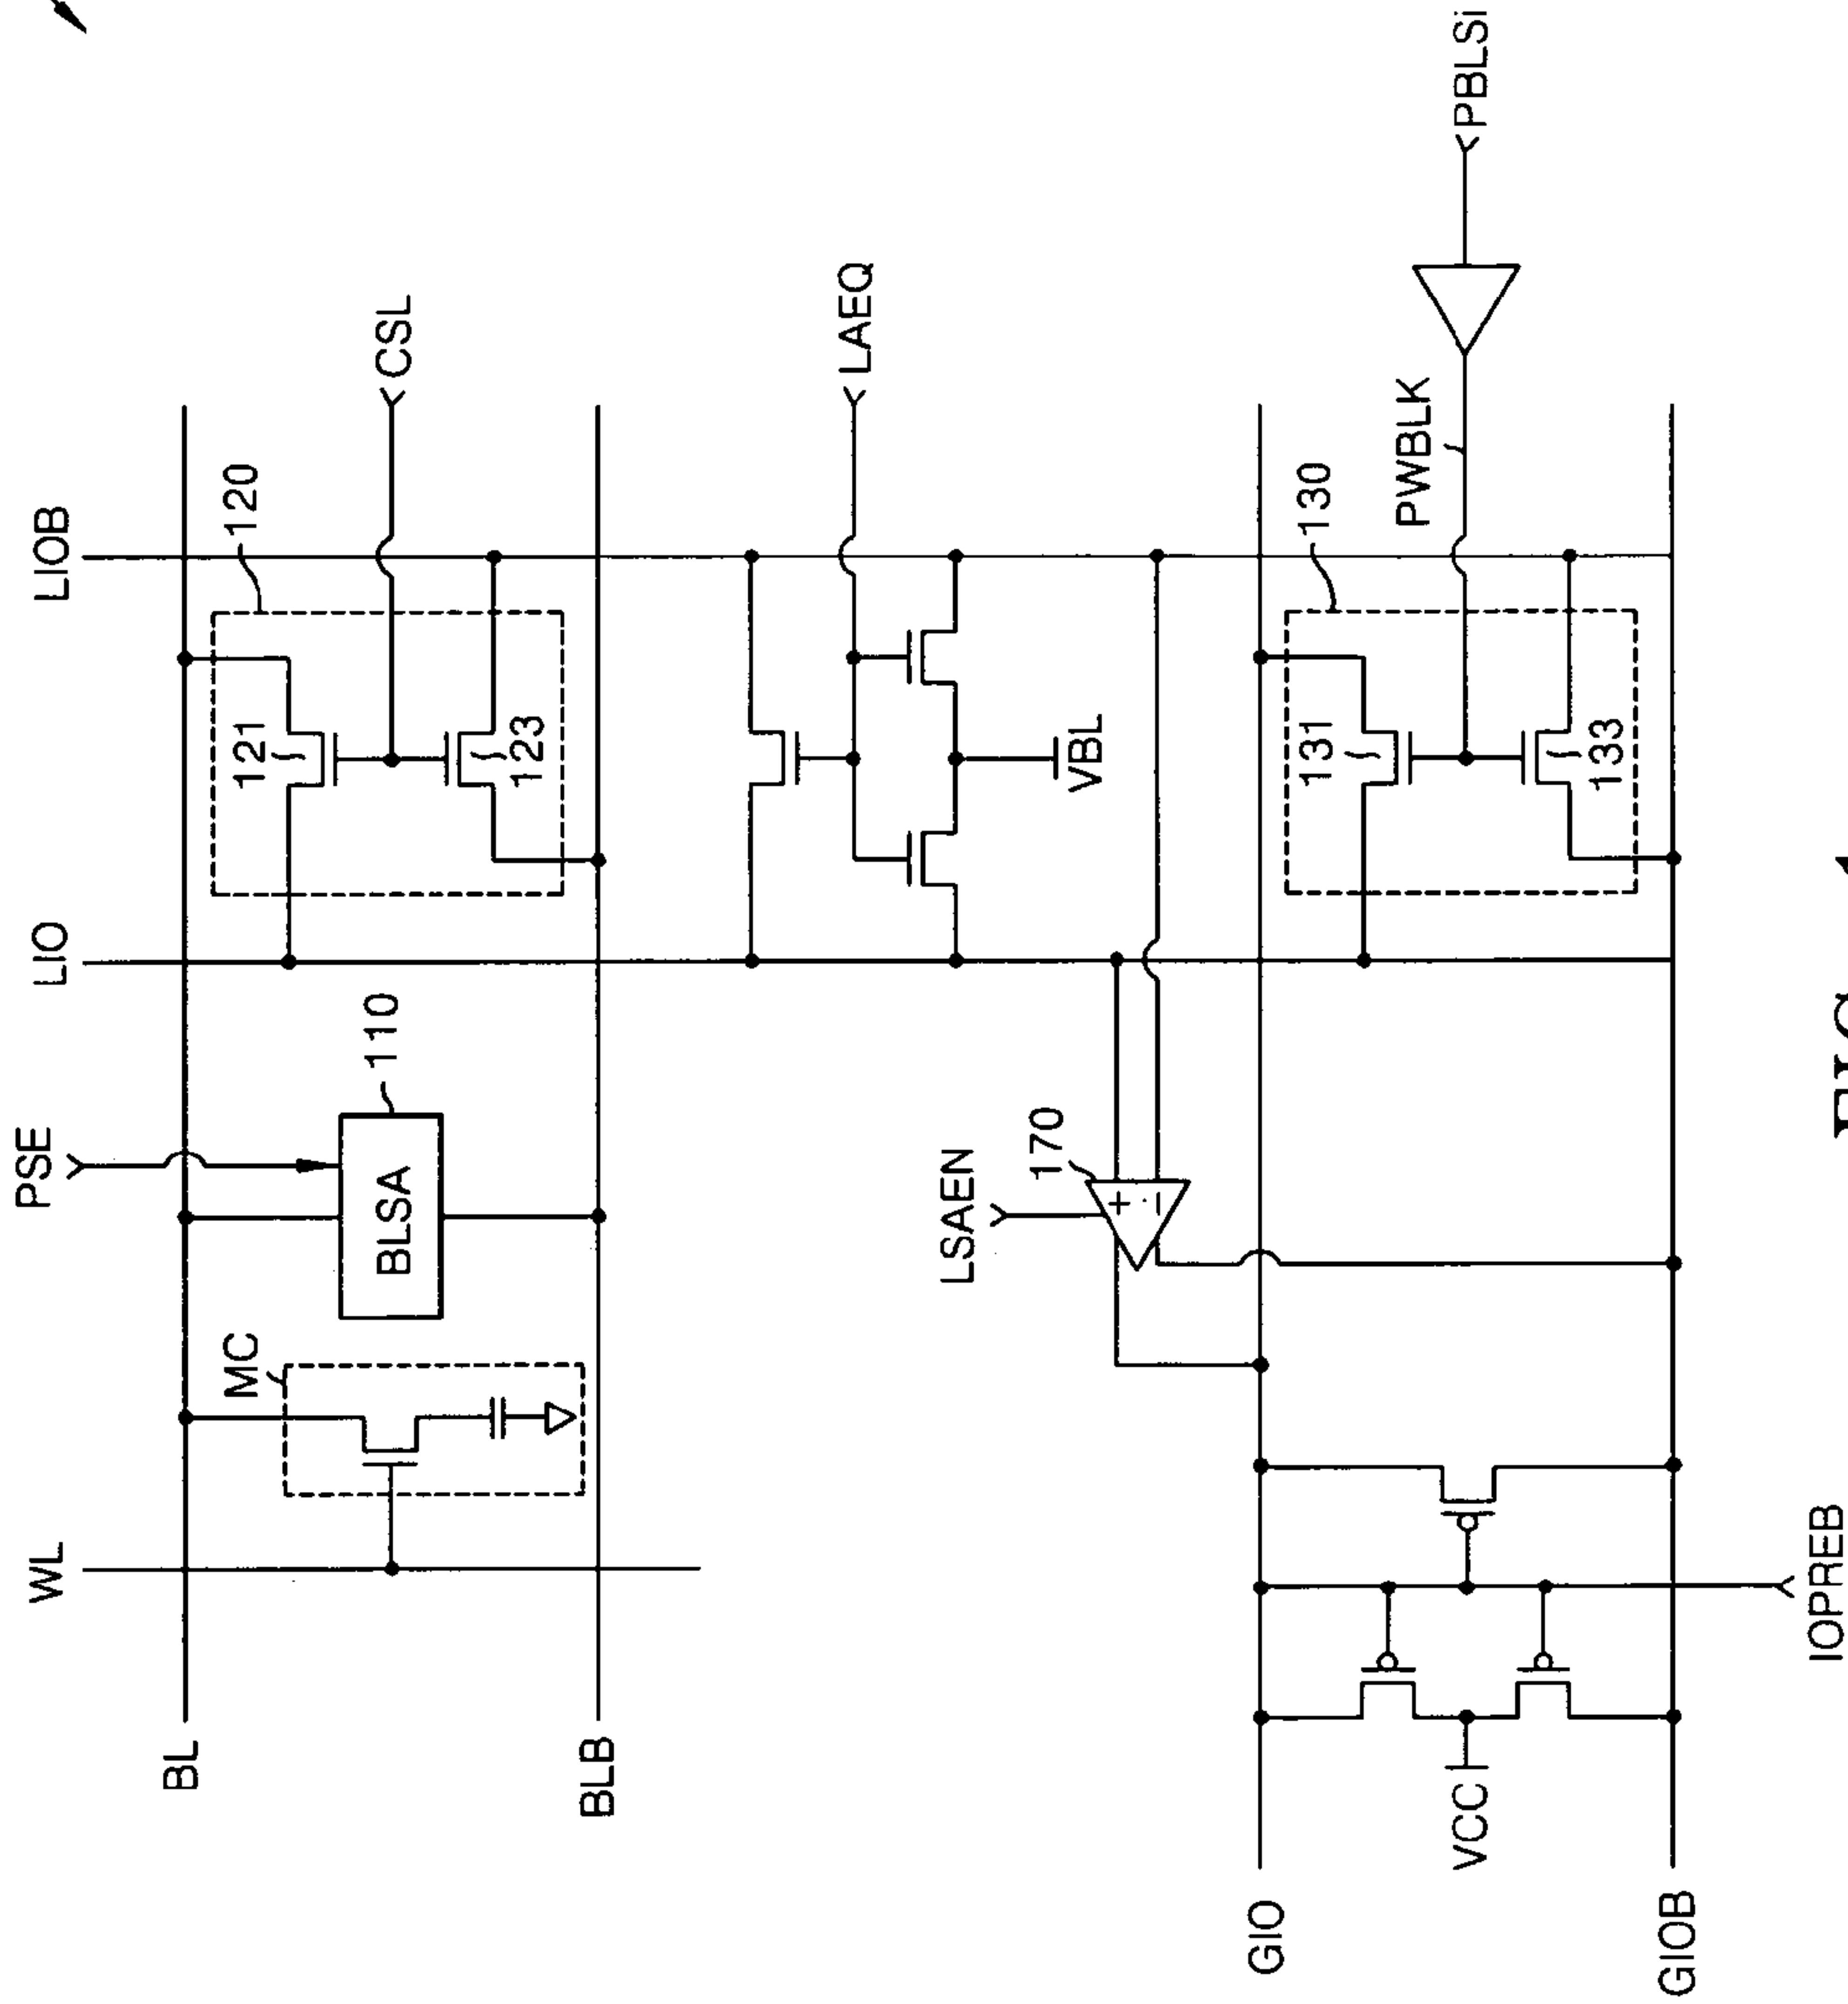 WL
PSE
LIO
LIOB
BL
MC
110
BLSA
120
121
123
CSL
BLB
LAEQ
VBL
LSAEN
170
+
-
GIO
130
131
133
PWBLK
PBLSi
VCC
GIOB
IOPREB